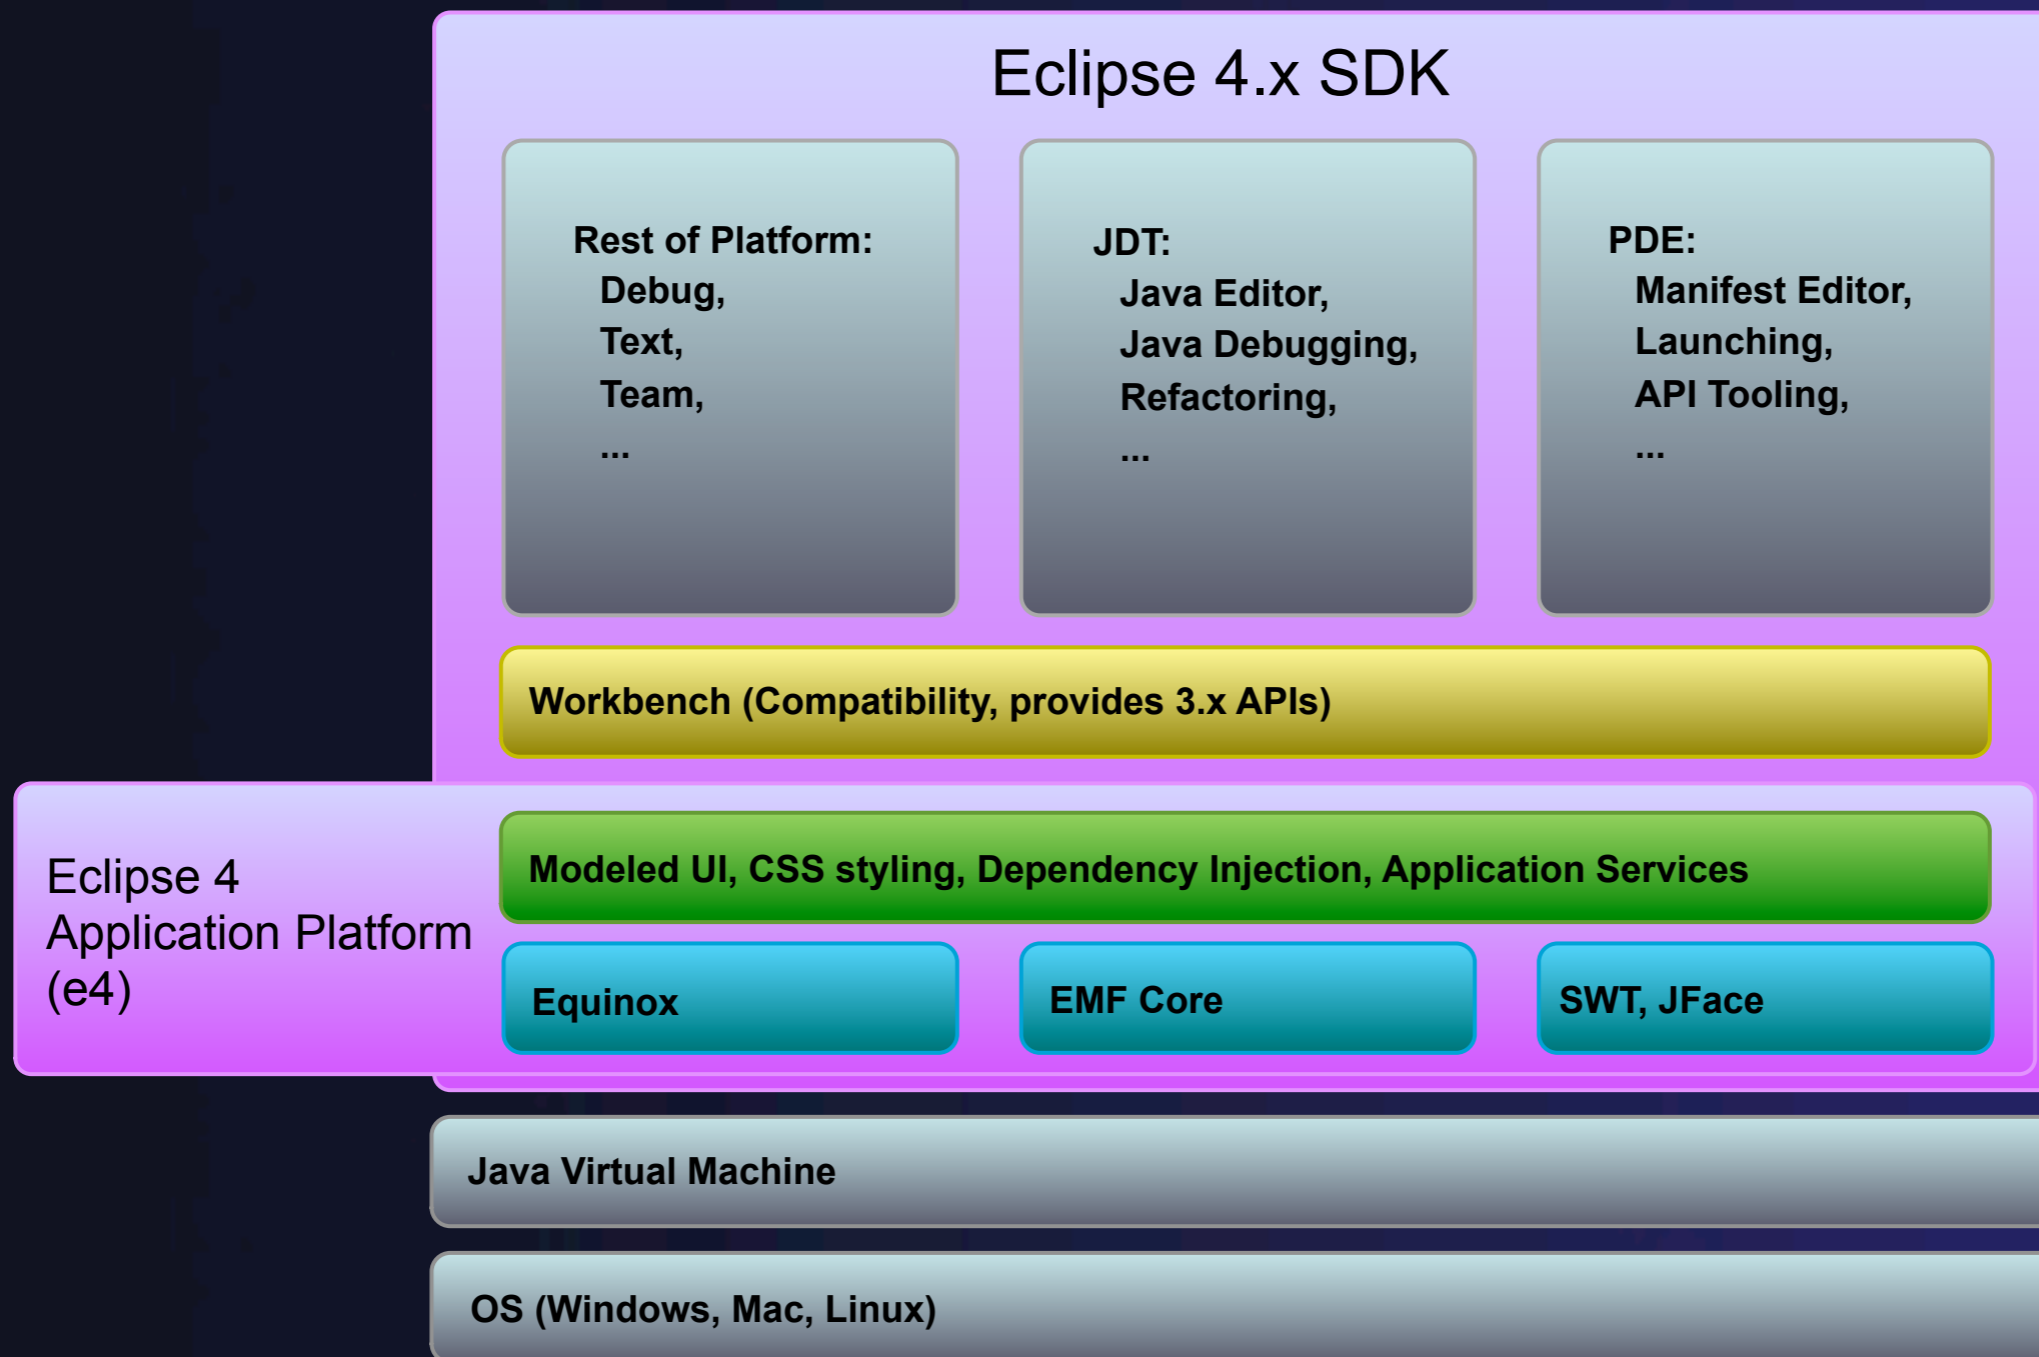 Eclipse 4.x SDK
Rest of Platform:
Debug,
Text,
Team,
...
JDT:
Java Editor,
Java Debugging,
Refactoring,
...
PDE:
Manifest Editor,
Launching,
API Tooling,
...
Workbench (Compatibility, provides 3.x APIs)
Eclipse 4
Application Platform
(e4)
Modeled UI, CSS styling, Dependency Injection, Application Services
Equinox
EMF Core
SWT, JFace
Java Virtual Machine
OS (Windows, Mac, Linux)